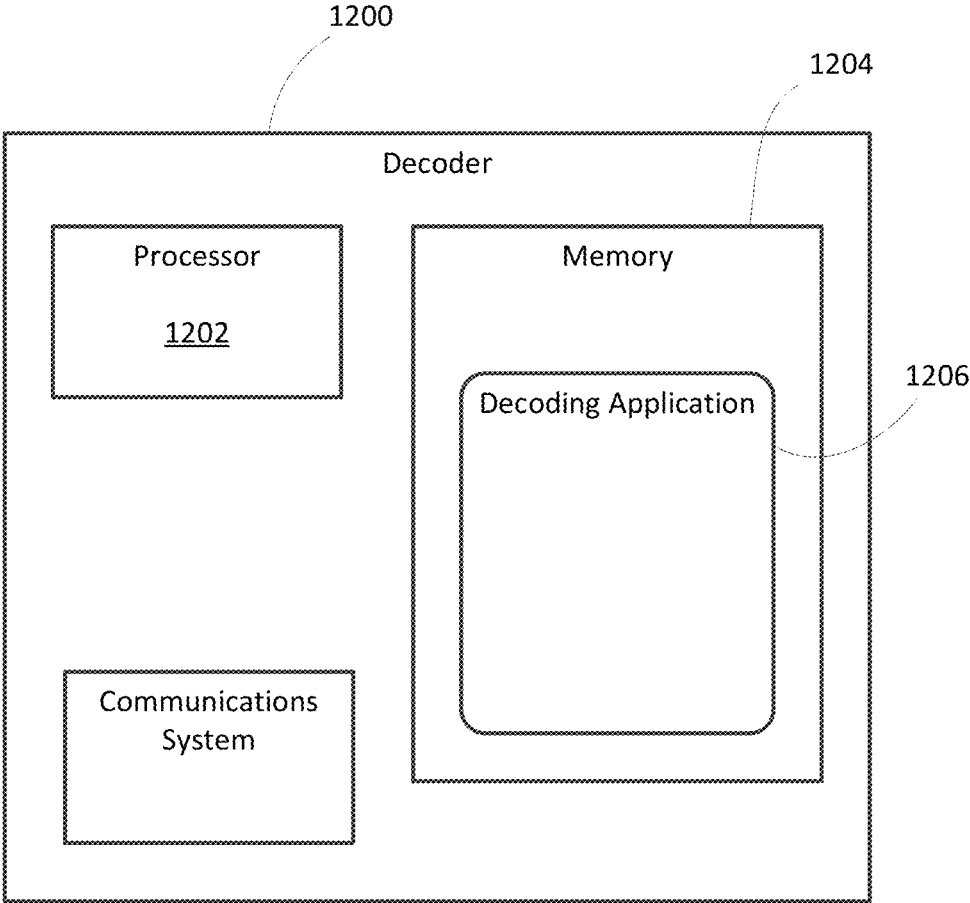 1200
1204
Decoder
Processor
Memory
1202
1206
Decoding Application
Communications
System